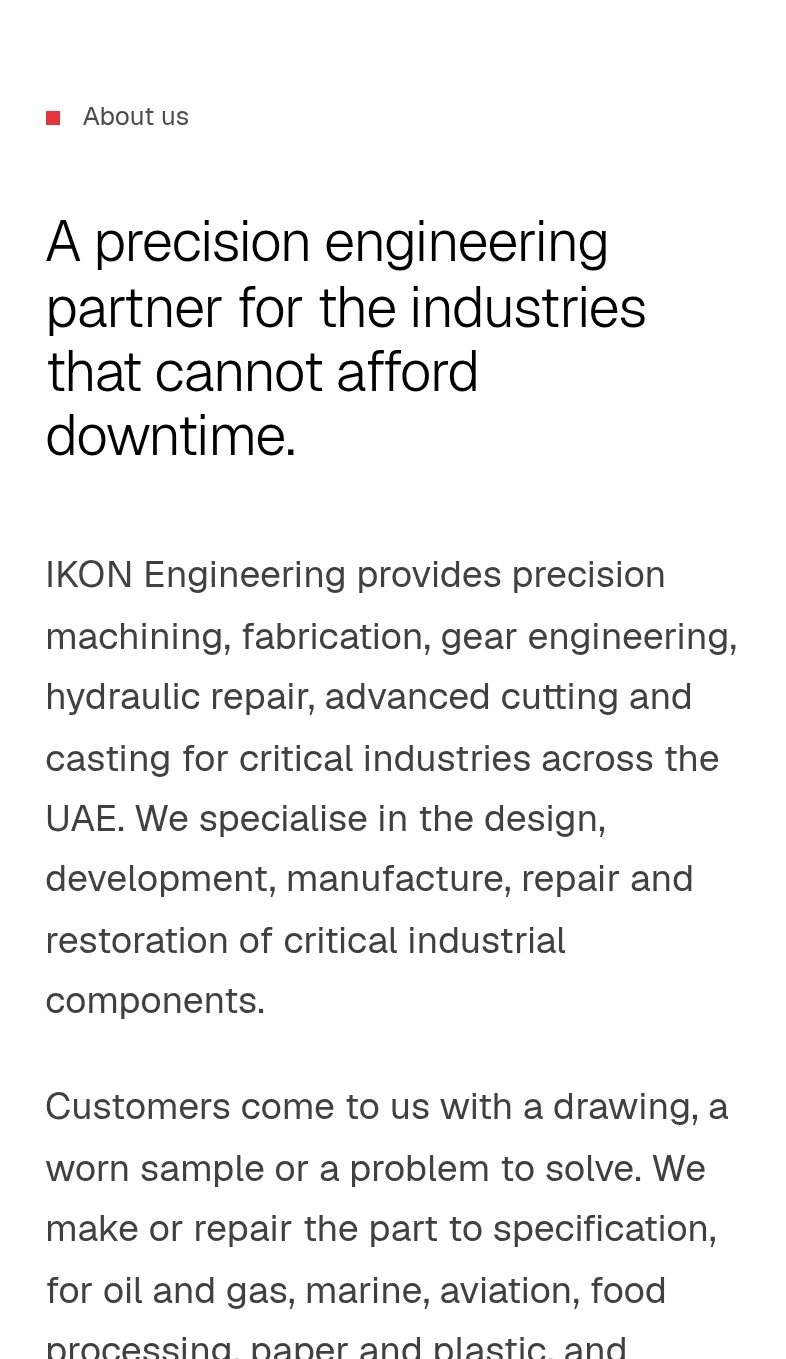 About us
A precision engineering
partner for the industries
that cannot afford
downtime.
IKON Engineering provides precision
machining, fabrication, gear engineering,
hydraulic repair, advanced cutting and
casting for critical industries across the
UAE. We specialise in the design,
development, manufacture, repair and
restoration of critical industrial
components.
Customers come to us with a drawing, a
worn sample or a problem to solve. We
make or repair the part to specification,
for oil and gas, marine, aviation, food
processing, paper and plastic, and